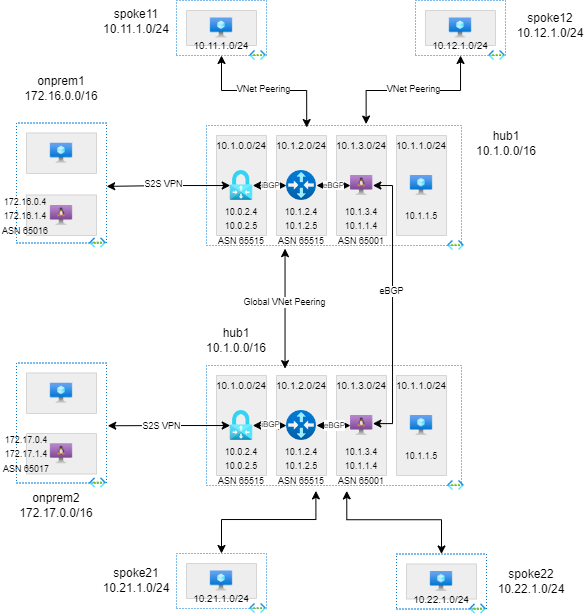 spoke11
10.11.1.0/24
10.11.1.0/24
spoke12
10.12.1.0/24
10.12.1.0/24
VNet Peering
VNet Peering
onprem1
172.16.0.0/16
172.16.0.4
172.16.1.4
ASN 65016
S2S VPN
hub1
10.1.0.0/16
10.1.0.0/24
10.1.2.0/24
10.1.3.0/24
10.1.1.0/24
iBGP
eBGP
10.0.2.4
10.0.2.5
ASN 65515
10.1.2.4
10.1.2.5
ASN 65515
10.1.3.4
10.1.1.4
ASN 65001
10.1.1.5
Global VNet Peering
eBGP
hub1
10.1.0.0/16
10.1.0.0/24
10.1.2.0/24
10.1.3.0/24
10.1.1.0/24
iBGP
eBGP
10.0.2.4
10.0.2.5
ASN 65515
10.1.2.4
10.1.2.5
ASN 65515
10.1.3.4
10.1.1.4
ASN 65001
10.1.1.5
S2S VPN
172.17.0.4
172.17.1.4
ASN 65017
onprem2
172.17.0.0/16
spoke21
10.21.1.0/24
10.21.1.0/24
spoke22
10.22.1.0/24
10.22.1.0/24